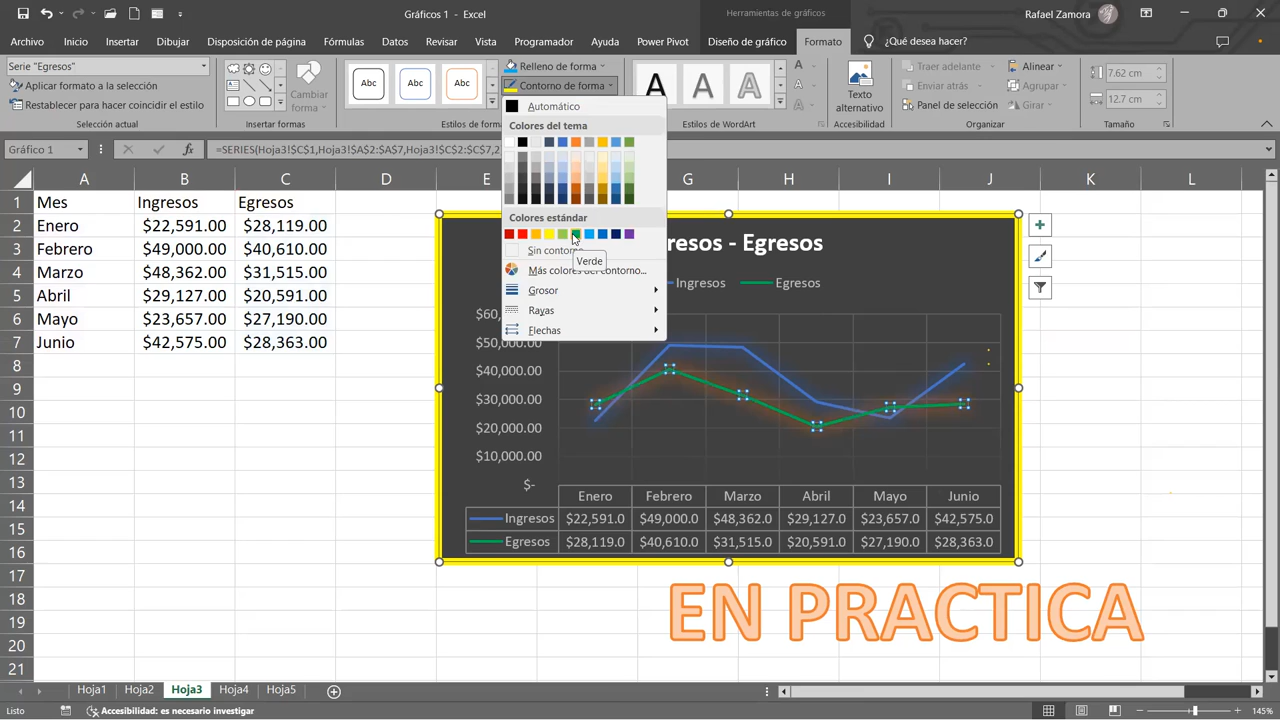 Gráficos 1 - Excel
Herramientas de gráficos
Rafael Zamora
Archivo Inicio Insertar Dibujar Disposición de página Fórmulas Datos Revisar Vista Programador Ayuda Power Pivot Diseño de gráfico Formato ¿Qué desea hacer?
Serie "Egresos"
Aplicar formato a la selección
Restablecer para hacer coincidir el estilo
Cambiar forma
Insertar formas
Abc Abc Abc
Relleno de forma
Contorno de forma
Estilos de form
A A A
Estilos de WordArt
Texto alternativo
Accesibilidad
Traer adelante
Enviar atrás
Panel de selección
Alinear
Agrupar
Girar
Organizar
7.62 cm
12.7 cm
Tamaño
Gráfico 1
fx
=SERIES(Hoja3!$C$1,Hoja3!$A$2:$A$7,Hoja3!$C$2:$C$7,2
Automático
Colores del tema
Colores estándar
Sin contorno
Verde
Más colores del contorno...
Grosor
Rayas
Flechas
A B C D E G H I J K L
1 Mes Ingresos Egresos
2 Enero $22,591.00 $28,119.00
3 Febrero $49,000.00 $40,610.00
4 Marzo $48,362.00 $31,515.00
5 Abril $29,127.00 $20,591.00
6 Mayo $23,657.00 $27,190.00
7 Junio $42,575.00 $28,363.00
8
9
10
11
12
13
14
15
16
17
18
19
20
21
resos - Egresos
Ingresos Egresos
$60,
$50,000.00
$40,000.00
$30,000.00
$20,000.00
$10,000.00
$-
Enero Febrero Marzo Abril Mayo Junio
Ingresos $22,591.0 $49,000.0 $48,362.0 $29,127.0 $23,657.0 $42,575.0
Egresos $28,119.0 $40,610.0 $31,515.0 $20,591.0 $27,190.0 $28,363.0
EN PRACTICA
Hoja1 Hoja2 Hoja3 Hoja4 Hoja5
Listo
Accesibilidad: es necesario investigar
145%